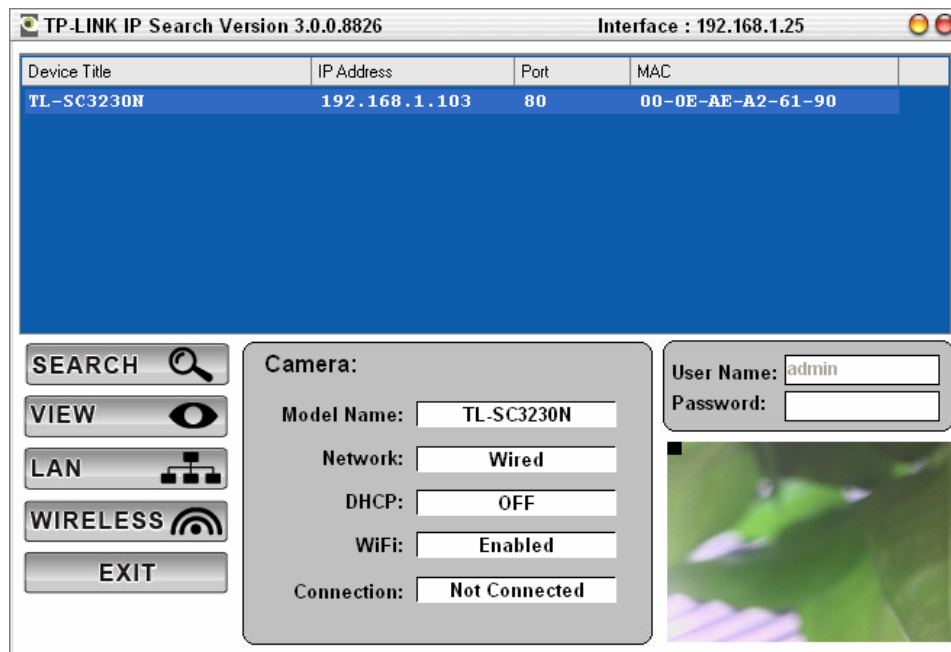 TP-LINK IP Search Version 3.0.0.8826 Interface : 192.168.1.25
Device Title IP Address Port MAC
TL-SC3230N 192.168.1.103 80 00-0E-AE-A2-61-90
SEARCH
VIEW
LAN
WIRELESS
EXIT
Camera:
Model Name: TL-SC3230N
Network: Wired
DHCP: OFF
WiFi: Enabled
Connection: Not Connected
User Name: admin
Password: